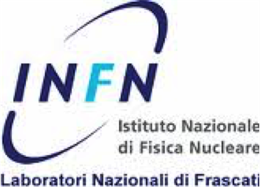 INFN
Istituto Nazionale
di Fisica Nucleare
Laboratori Nazionali di Frascati